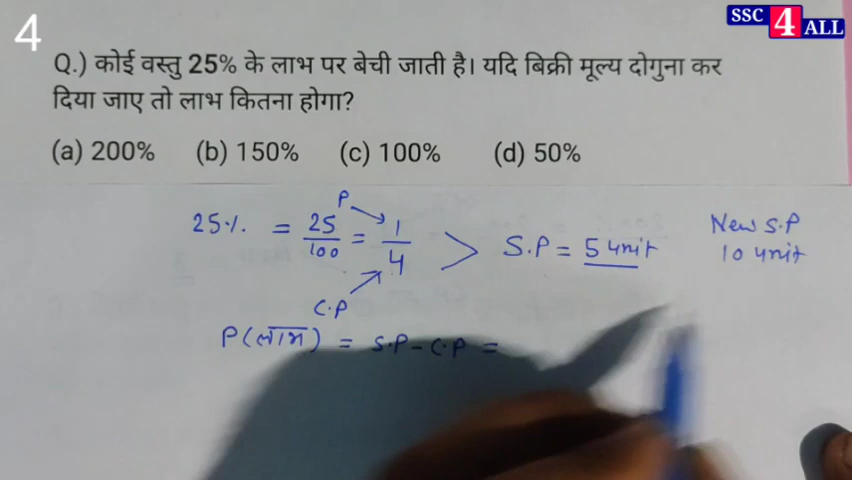 4
SSC 4 ALL
Q.) कोई वस्तु 25% के लाभ पर बेची जाती है। यदि बिक्री मूल्य दोगुना कर
दिया जाए तो लाभ कितना होगा?
(a) 200% (b) 150% (c) 100% (d) 50%
25% = 25/100 = 1/4 > S.P = 5 unit
P
C.P
New S.P
10 unit
P(लाभ) = S.P - C.P =